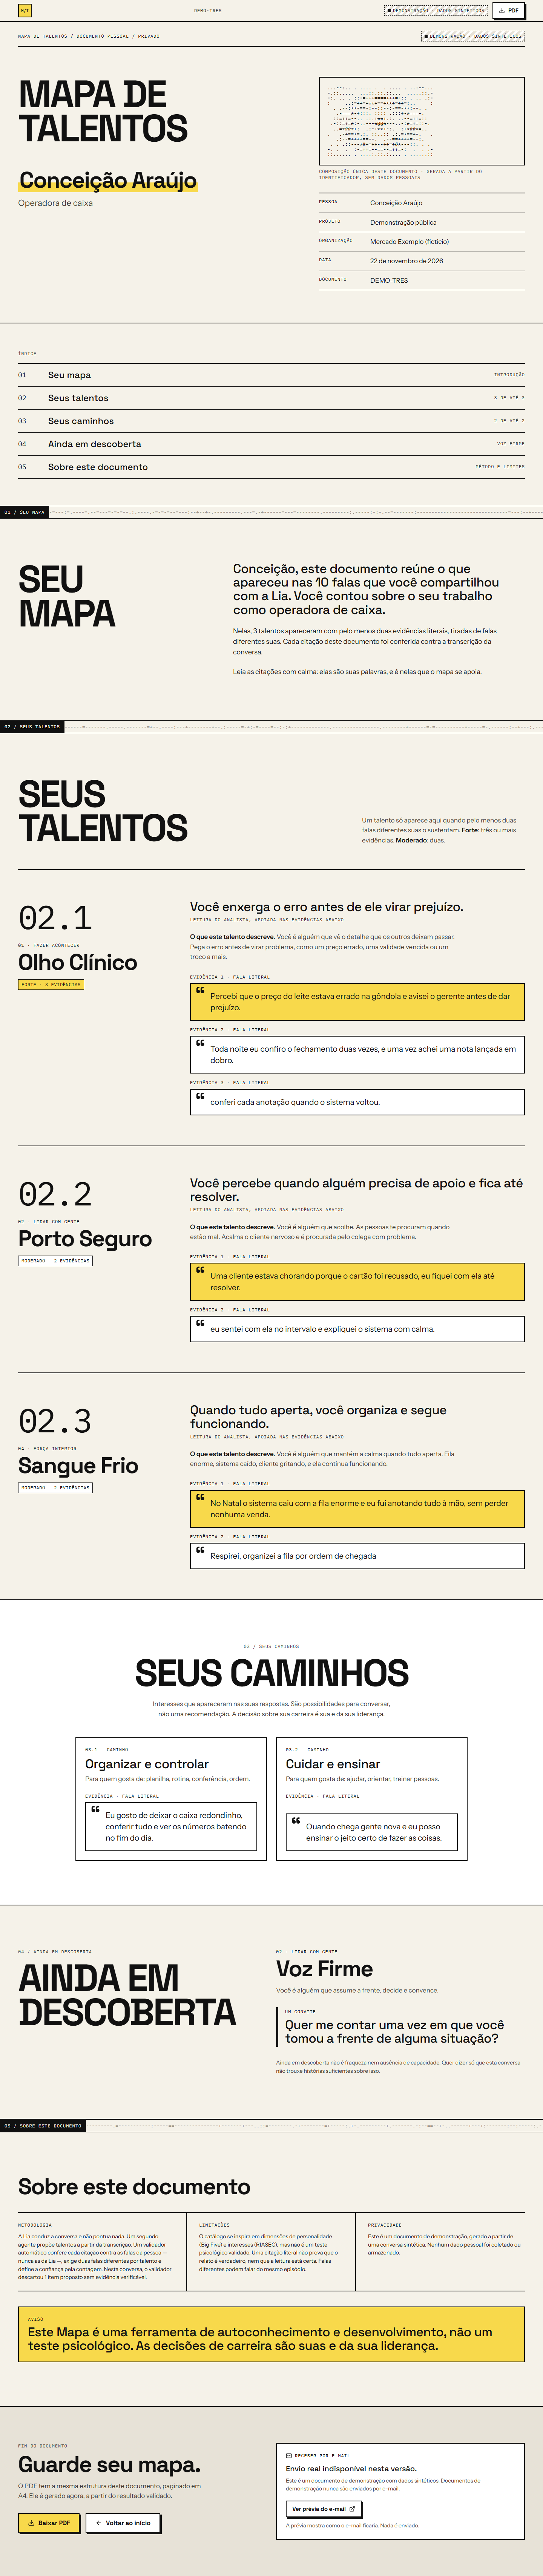 M/T
DEMO-TRES
DEMONSTRAÇÃO / DADOS SINTÉTICOS
PDF
MAPA DE TALENTOS / DOCUMENTO PESSOAL / PRIVADO
DEMONSTRAÇÃO / DADOS SINTÉTICOS
MAPA DE
TALENTOS
Conceição Araújo
Operadora de caixa
COMPOSIÇÃO ÚNICA DESTE DOCUMENTO · GERADA A PARTIR DO
IDENTIFICADOR, SEM DADOS PESSOAIS
PESSOA Conceição Araújo
PROJETO Demonstração pública
ORGANIZAÇÃO Mercado Exemplo (fictício)
DATA 22 de novembro de 2026
DOCUMENTO DEMO-TRES
ÍNDICE
01 Seu mapa INTRODUÇÃO
02 Seus talentos 3 DE ATÉ 3
03 Seus caminhos 2 DE ATÉ 2
04 Ainda em descoberta VOZ FIRME
05 Sobre este documento MÉTODO E LIMITES
01 / SEU MAPA
SEU
MAPA
Conceição, este documento reúne o que
apareceu nas 10 falas que você compartilhou
com a Lia. Você contou sobre o seu trabalho
como operadora de caixa.
Nelas, 3 talentos apareceram com pelo menos duas evidências literais, tiradas de falas
diferentes suas. Cada citação deste documento foi conferida contra a transcrição da
conversa.
Leia as citações com calma: elas são suas palavras, e é nelas que o mapa se apoia.
02 / SEUS TALENTOS
SEUS
TALENTOS
Um talento só aparece aqui quando pelo menos duas
falas diferentes suas o sustentam. Forte: três ou mais
evidências. Moderado: duas.
02.1
01 · FAZER ACONTECER
Olho Clínico
FORTE · 3 EVIDÊNCIAS
Você enxerga o erro antes de ele virar prejuízo.
LEITURA DO ANALISTA, APOIADA NAS EVIDÊNCIAS ABAIXO
O que este talento descreve. Você é alguém que vê o detalhe que os outros deixam passar.
Pega o erro antes de virar problema, como um preço errado, uma validade vencida ou um
troco a mais.
EVIDÊNCIA 1 · FALA LITERAL
Percebi que o preço do leite estava errado na gôndola e avisei o gerente antes de dar
prejuízo.
EVIDÊNCIA 2 · FALA LITERAL
Toda noite eu confiro o fechamento duas vezes, e uma vez achei uma nota lançada em
dobro.
EVIDÊNCIA 3 · FALA LITERAL
conferi cada anotação quando o sistema voltou.
02.2
02 · LIDAR COM GENTE
Porto Seguro
MODERADO · 2 EVIDÊNCIAS
Você percebe quando alguém precisa de apoio e fica até
resolver.
LEITURA DO ANALISTA, APOIADA NAS EVIDÊNCIAS ABAIXO
O que este talento descreve. Você é alguém que acolhe. As pessoas te procuram quando
estão mal. Acalma o cliente nervoso e é procurada pelo colega com problema.
EVIDÊNCIA 1 · FALA LITERAL
Uma cliente estava chorando porque o cartão foi recusado, eu fiquei com ela até
resolver.
EVIDÊNCIA 2 · FALA LITERAL
eu sentei com ela no intervalo e expliquei o sistema com calma.
02.3
04 · FORÇA INTERIOR
Sangue Frio
MODERADO · 2 EVIDÊNCIAS
Quando tudo aperta, você organiza e segue
funcionando.
LEITURA DO ANALISTA, APOIADA NAS EVIDÊNCIAS ABAIXO
O que este talento descreve. Você é alguém que mantém a calma quando tudo aperta. Fila
enorme, sistema caído, cliente gritando, e ela continua funcionando.
EVIDÊNCIA 1 · FALA LITERAL
No Natal o sistema caiu com a fila enorme e eu fui anotando tudo à mão, sem perder
nenhuma venda.
EVIDÊNCIA 2 · FALA LITERAL
Respirei, organizei a fila por ordem de chegada
03 / SEUS CAMINHOS
SEUS CAMINHOS
Interesses que apareceram nas suas respostas. São possibilidades para conversar,
não uma recomendação. A decisão sobre sua carreira é sua e da sua liderança.
03.1 · CAMINHO
Organizar e controlar
Para quem gosta de: planilha, rotina, conferência, ordem.
EVIDÊNCIA · FALA LITERAL
Eu gosto de deixar o caixa redondinho,
conferir tudo e ver os números batendo
no fim do dia.
03.2 · CAMINHO
Cuidar e ensinar
Para quem gosta de: ajudar, orientar, treinar pessoas.
EVIDÊNCIA · FALA LITERAL
Quando chega gente nova e eu posso
ensinar o jeito certo de fazer as coisas.
04 / AINDA EM DESCOBERTA
AINDA EM
DESCOBERTA
02 · LIDAR COM GENTE
Voz Firme
Você é alguém que assume a frente, decide e convence.
UM CONVITE
Quer me contar uma vez em que você
tomou a frente de alguma situação?
Ainda em descoberta não é fraqueza nem ausência de capacidade. Quer dizer só que esta conversa
não trouxe histórias suficientes sobre isso.
05 / SOBRE ESTE DOCUMENTO
Sobre este documento
METODOLOGIA
A Lia conduz a conversa e não pontua nada. Um segundo
agente propõe talentos a partir da transcrição. Um validador
automático confere cada citação contra as falas da pessoa —
nunca as da Lia —, exige duas falas diferentes por talento e
define a confiança pela contagem. Nesta conversa, o validador
descartou 1 item proposto sem evidência verificável.
LIMITAÇÕES
O catálogo se inspira em dimensões de personalidade
(Big Five) e interesses (RIASEC), mas não é um teste
psicológico validado. Uma citação literal não prova que o
relato é verdadeiro, nem que a leitura está certa. Falas
diferentes podem falar do mesmo episódio.
PRIVACIDADE
Este é um documento de demonstração, gerado a partir de
uma conversa sintética. Nenhum dado pessoal foi coletado ou
armazenado.
AVISO
Este Mapa é uma ferramenta de autoconhecimento e desenvolvimento, não um
teste psicológico. As decisões de carreira são suas e da sua liderança.
FIM DO DOCUMENTO
Guarde seu mapa.
O PDF tem a mesma estrutura deste documento, paginado em
A4. Ele é gerado agora, a partir do resultado validado.
Baixar PDF
Voltar ao início
RECEBER POR E-MAIL
Envio real indisponível nesta versão.
Este é um documento de demonstração com dados sintéticos. Documentos de
demonstração nunca são enviados por e-mail.
Ver prévia do e-mail
A prévia mostra como o e-mail ficaria. Nada é enviado.